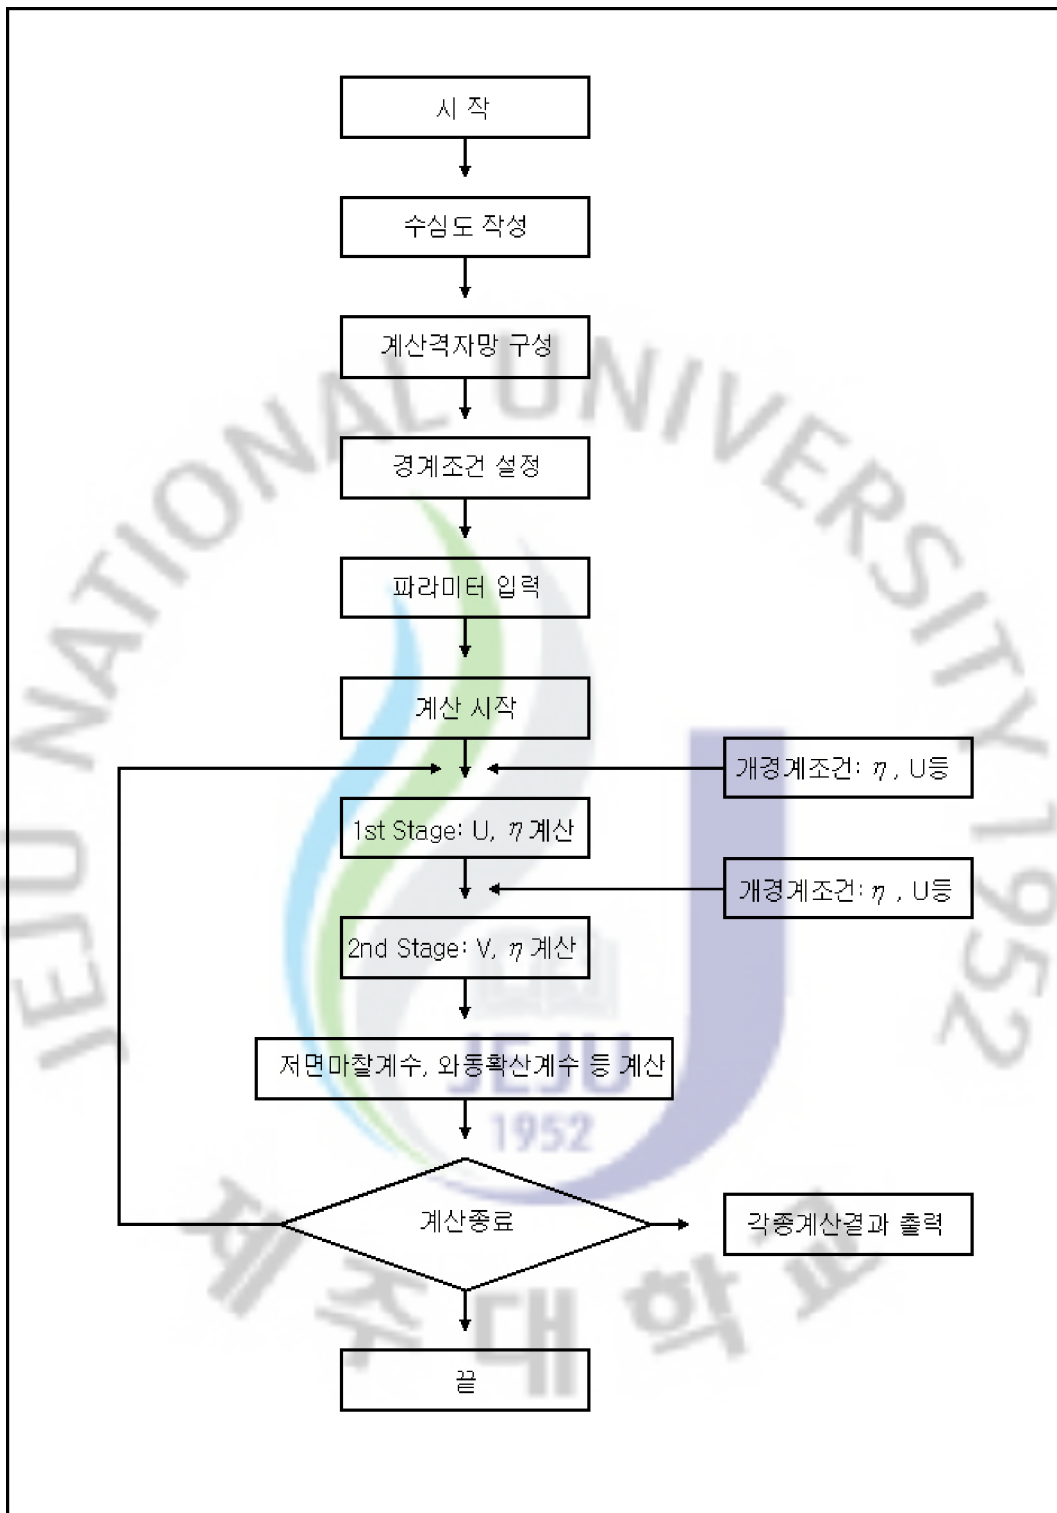 시 작
수심도 작성
계산격자망 구성
경계조건 설정
파라미터 입력
계산 시작
개경계조건: η , U등
1st Stage: U, η 계산
개경계조건: η , U등
2nd Stage: V, η 계산
저면마찰계수, 와동확산계수 등 계산
계산종료
각종계산결과 출력
끝
JEJU NATIONAL UNIVERSITY 1952
JEJU
1952
제주대학교